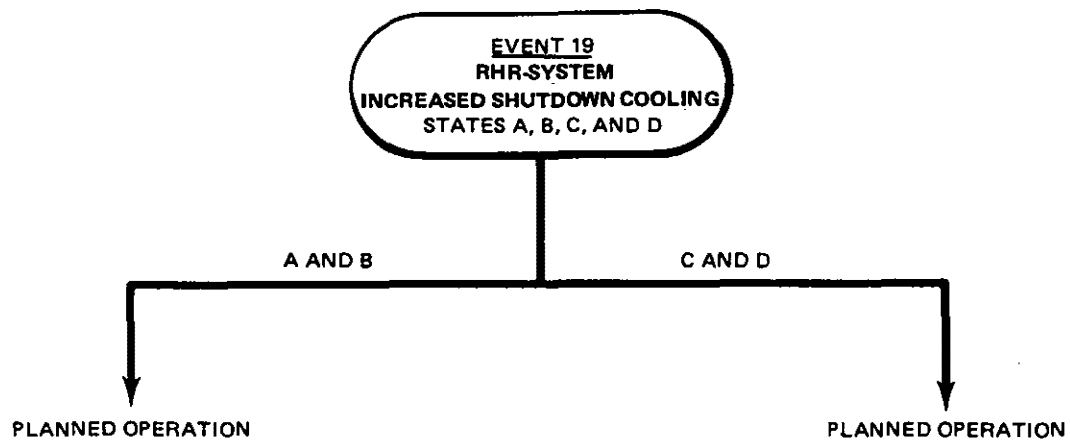 EVENT 19
RHR-SYSTEM
INCREASED SHUTDOWN COOLING
STATES A, B, C, AND D
A AND B
C AND D
PLANNED OPERATION
PLANNED OPERATION